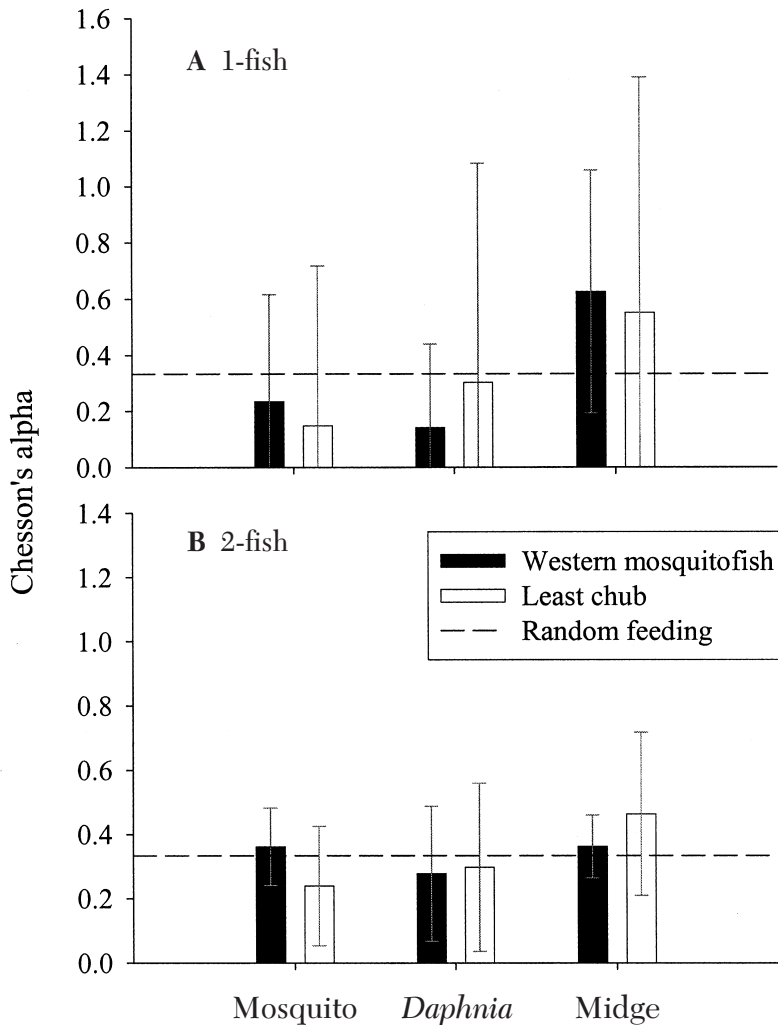 Chesson's alpha
A 1-fish
1.6
1.4
1.2
1.0
0.8
0.6
0.4
0.2
0.0
B 2-fish
1.4
1.2
1.0
0.8
0.6
0.4
0.2
0.0
Western mosquitofish
Least chub
Random feeding
Mosquito Daphnia Midge